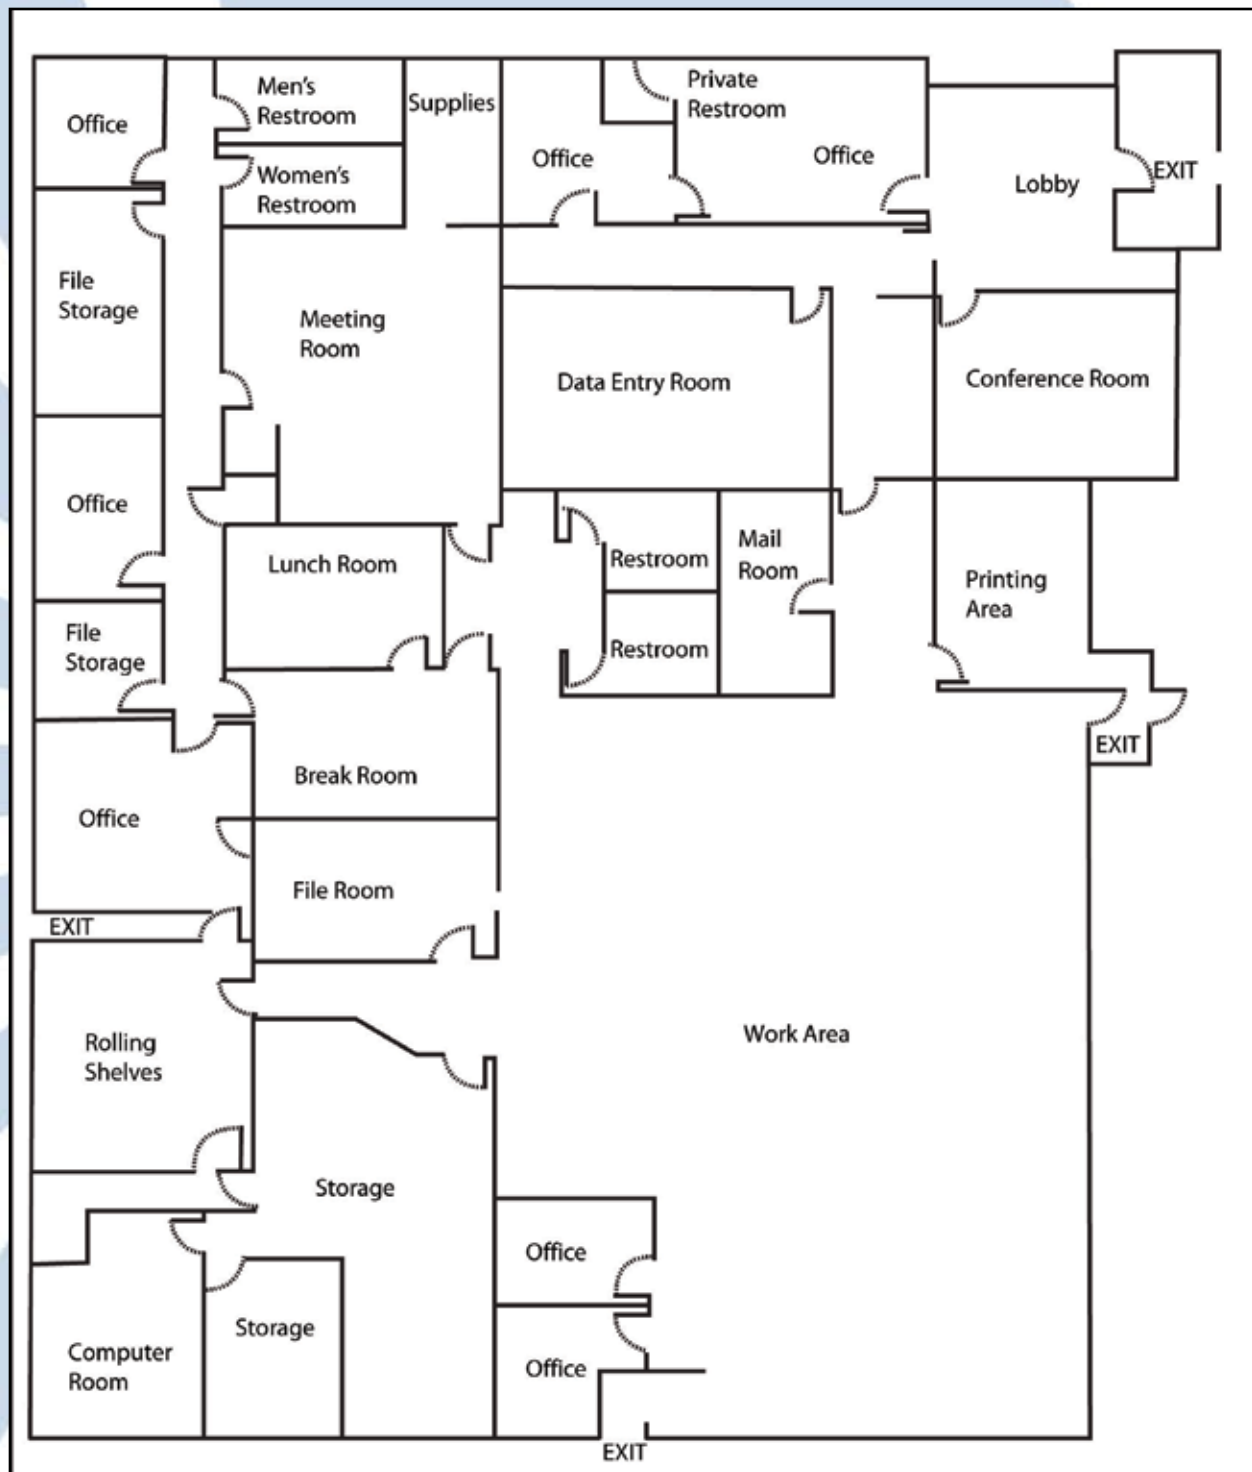 Men's
Restroom
Supplies
Private
Restroom
Office
Office
Office
EXIT
Women's
Restroom
Lobby
File
Storage
Meeting
Room
Data Entry Room
Conference Room
Office
Lunch Room
Restroom
Mail
Room
Printing
Area
File
Storage
Restroom
Break Room
EXIT
Office
File Room
EXIT
Rolling
Shelves
Work Area
Storage
Office
Storage
Computer
Room
Office
EXIT